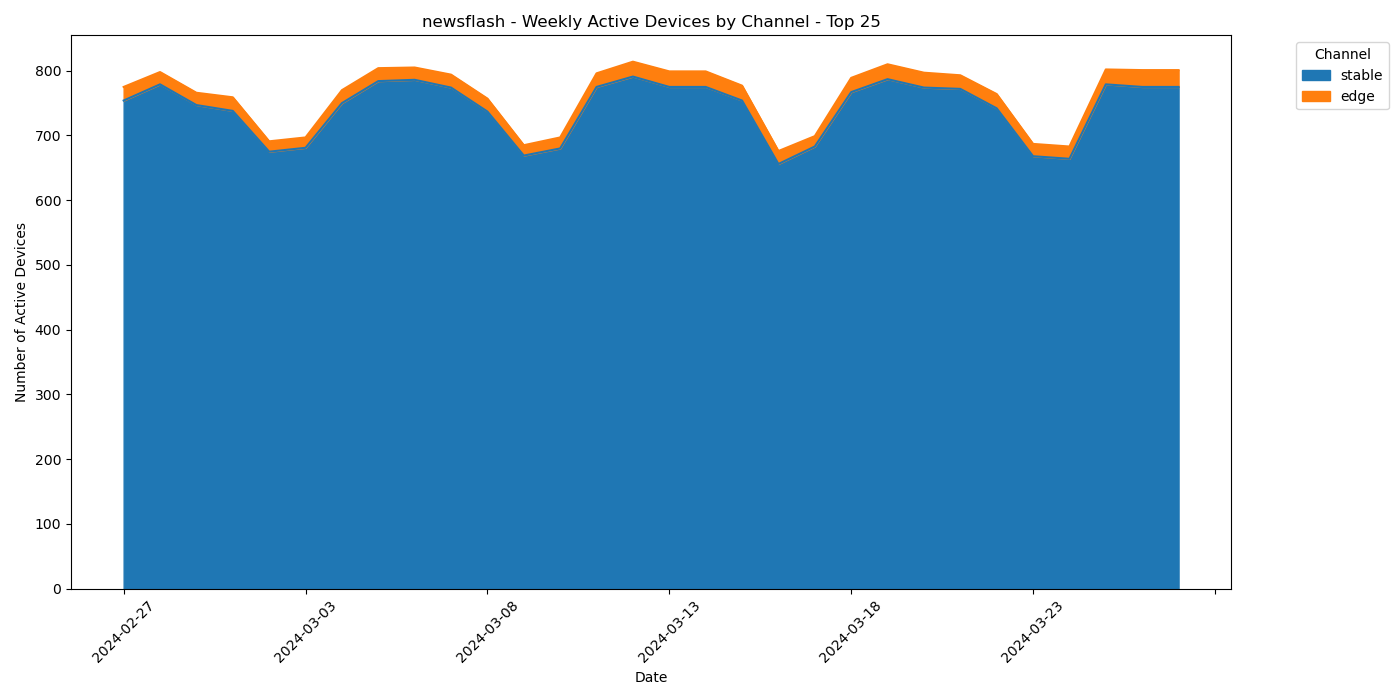 newsflash - Weekly Active Devices by Channel - Top 25
Channel
stable
edge
Number of Active Devices
800
700
600
500
400
300
200
100
0
2024-02-27
2024-03-03
2024-03-08
2024-03-13
2024-03-18
2024-03-23
Date